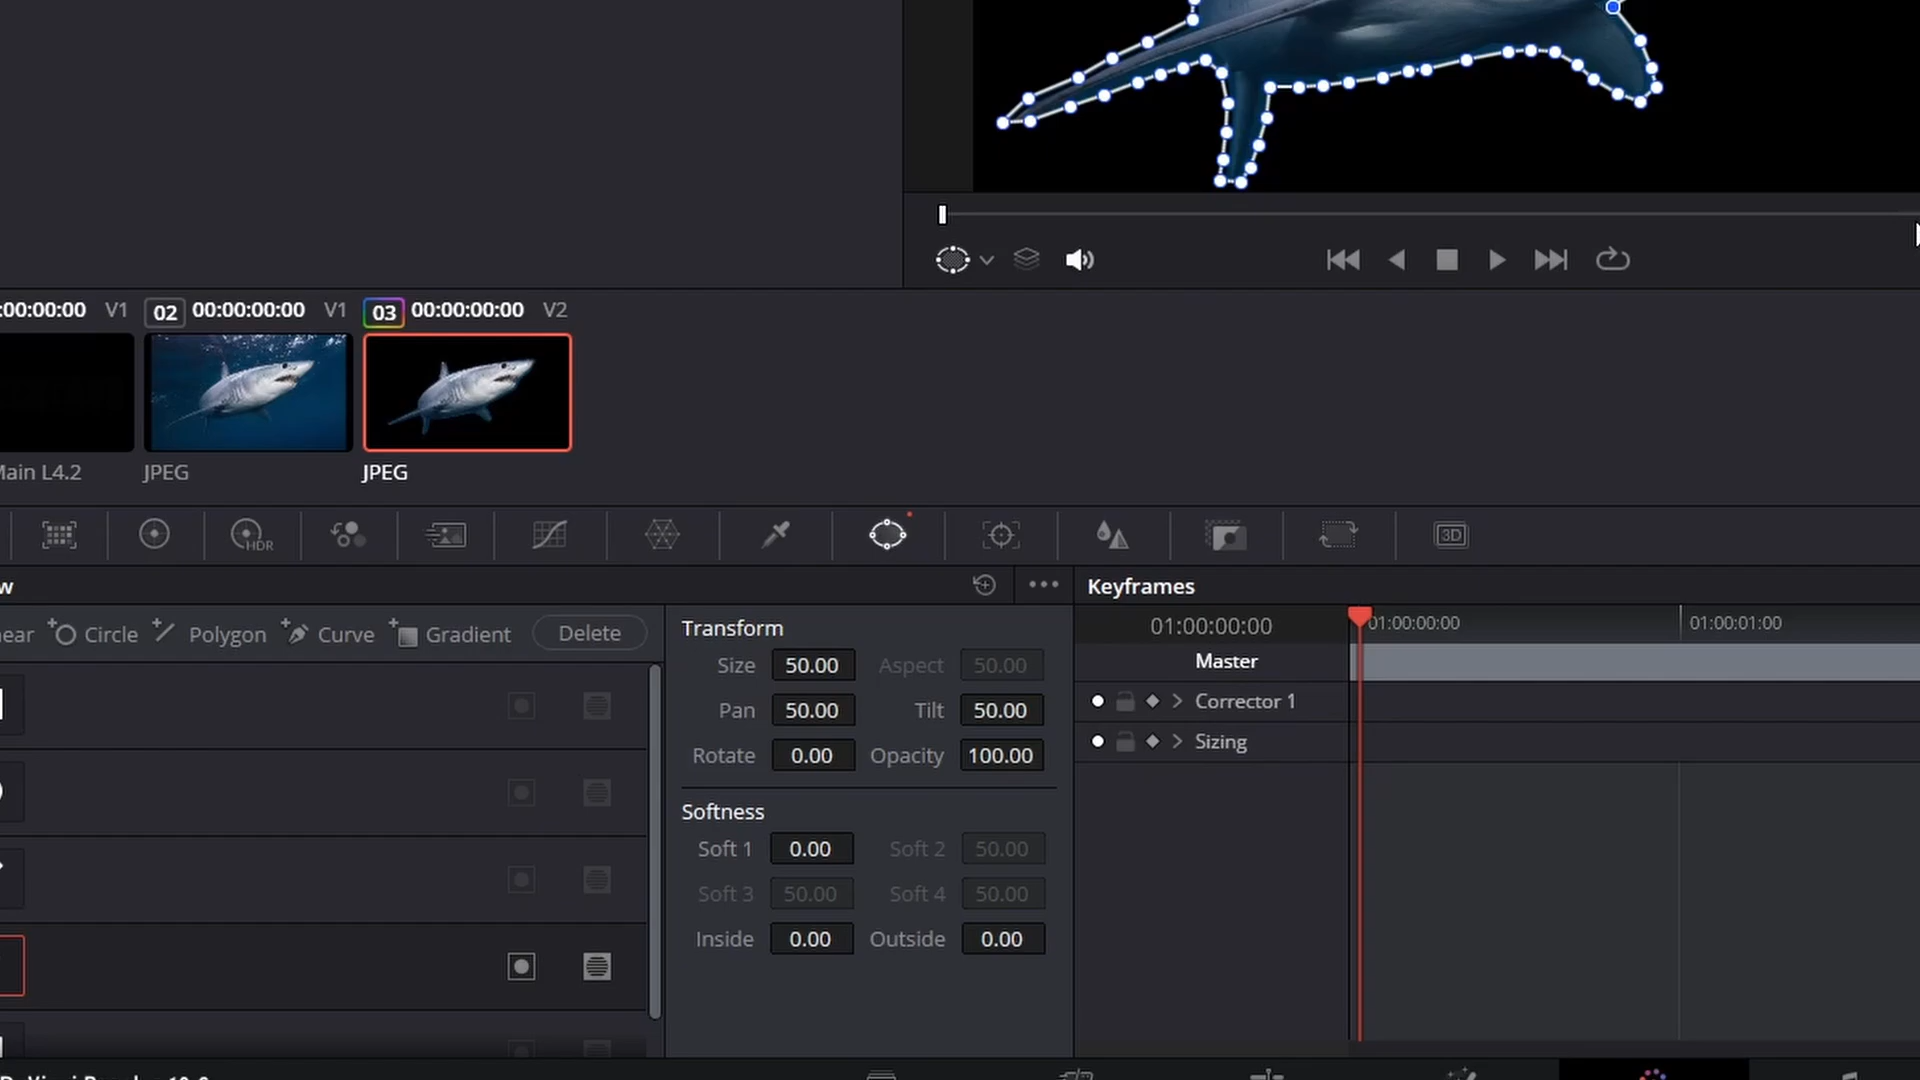 :00:00:00 V1 02 00:00:00:00 V1 03 00:00:00:00 V2
Main L4.2 JPEG JPEG
HDR 3D
w Keyframes
near Circle Polygon Curve Gradient Delete
Transform
Size 50.00 Aspect 50.00
Pan 50.00 Tilt 50.00
Rotate 0.00 Opacity 100.00
Softness
Soft 1 0.00 Soft 2 50.00
Soft 3 50.00 Soft 4 50.00
Inside 0.00 Outside 0.00
01:00:00:00 01:00:00:00 01:00:01:00
Master
Corrector 1
Sizing